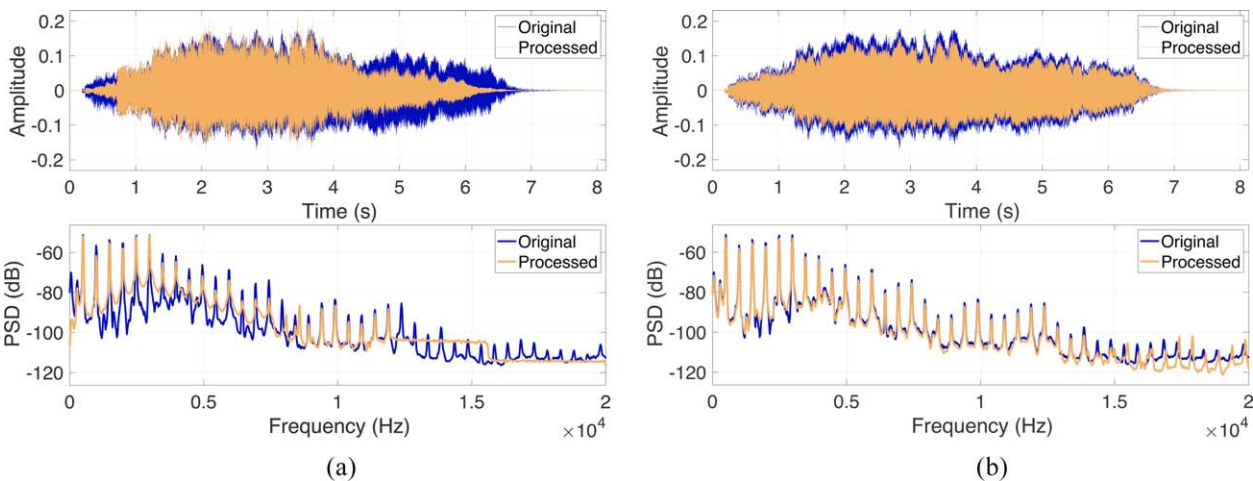 0.2
0.1
0
-0.1
-0.2
Amplitude
Original
Processed
0 1 2 3 4 5 6 7 8
Time (s)
-60
-80
-100
-120
PSD (dB)
Original
Processed
0 0.5 1 1.5 2
Frequency (Hz) ×10⁴
(a)
0.2
0.1
0
-0.1
-0.2
Amplitude
Original
Processed
0 1 2 3 4 5 6 7 8
Time (s)
-60
-80
-100
-120
PSD (dB)
Original
Processed
0 0.5 1 1.5 2
Frequency (Hz) ×10⁴
(b)